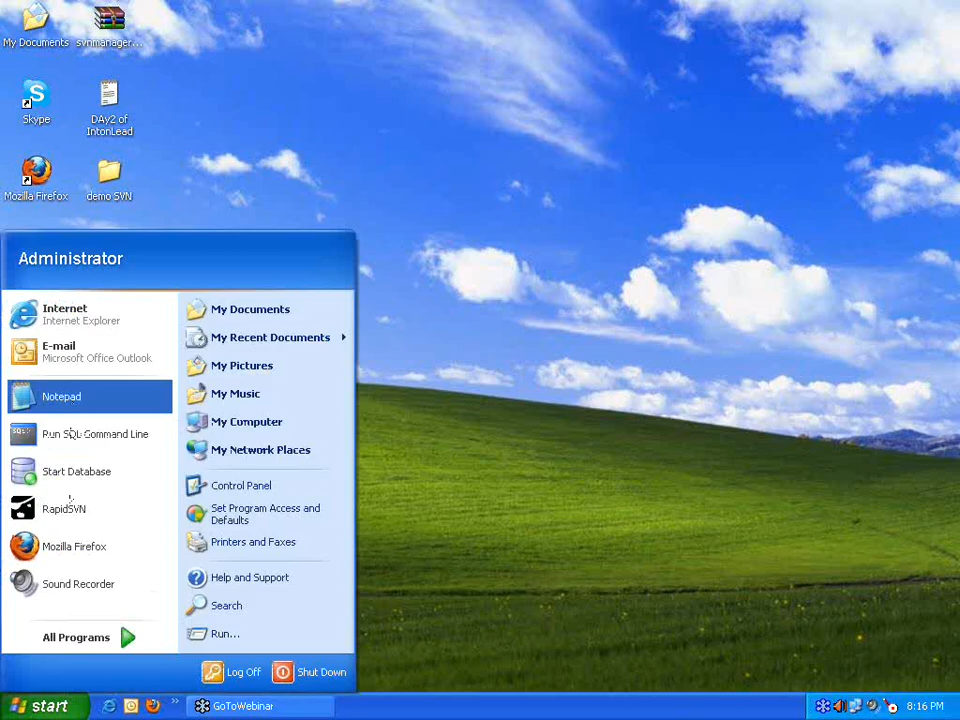 My Documents
svnmanager...
Skype
DAy2 of
IntonLead
Mozilla Firefox
demo SVN
Administrator
Internet
Internet Explorer
E-mail
Microsoft Office Outlook
Notepad
Run SQL Command Line
Start Database
RapidSVN
Mozilla Firefox
Sound Recorder
All Programs
My Documents
My Recent Documents
My Pictures
My Music
My Computer
My Network Places
Control Panel
Set Program Access and
Defaults
Printers and Faxes
Help and Support
Search
Run...
Log Off
Shut Down
start
GoToWebinar
8:16 PM